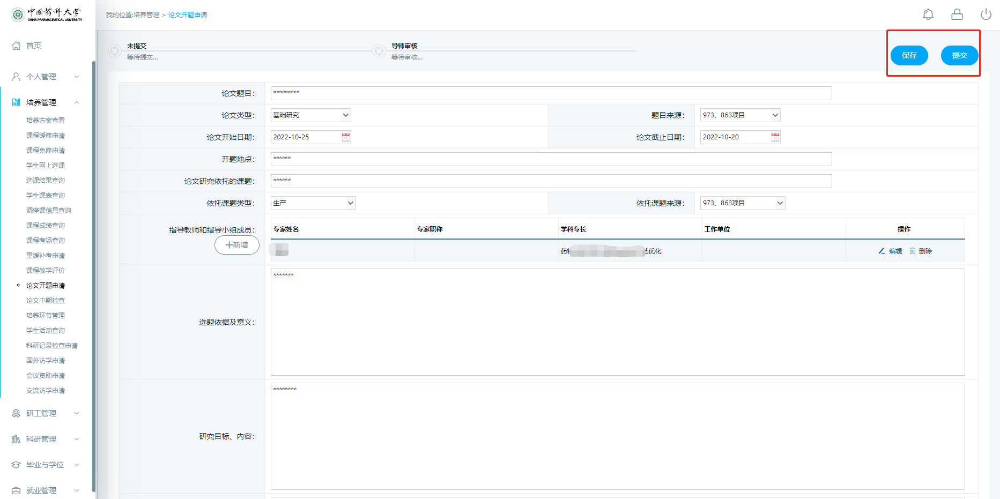 中国药科大学
CHINA PHARMACEUTICAL UNIVERSITY
我的位置:培养管理 > 论文开题申请
首页
个人管理
培养管理
培养方案查看
课程缓修申请
课程免修申请
学生网上选课
选课结果查询
学生课表查询
调停课信息查询
课程成绩查询
课程考场查询
重缓补考申请
课程教学评价
论文开题申请
论文中期检查
培养环节管理
学生活动查询
科研记录检查申请
国外访学申请
会议资助申请
交流访学申请
研工管理
科研管理
毕业与学位
就业管理
未提交
等待提交...
导师审核
等待审核...
保存 提交
论文题目: *********
论文类型: 基础研究 题目来源: 973、863项目
论文开始日期: 2022-10-25 论文截止日期: 2022-10-20
开题地点: ******
论文研究依托的课题: ******
依托课题类型: 生产 依托课题来源: 973、863项目
指导教师和指导小组成员:
新增
专家姓名 专家职称 学科专长 工作单位 操作
药 优化 编辑 删除
选题依据及意义: *******
研究目标、内容: ********